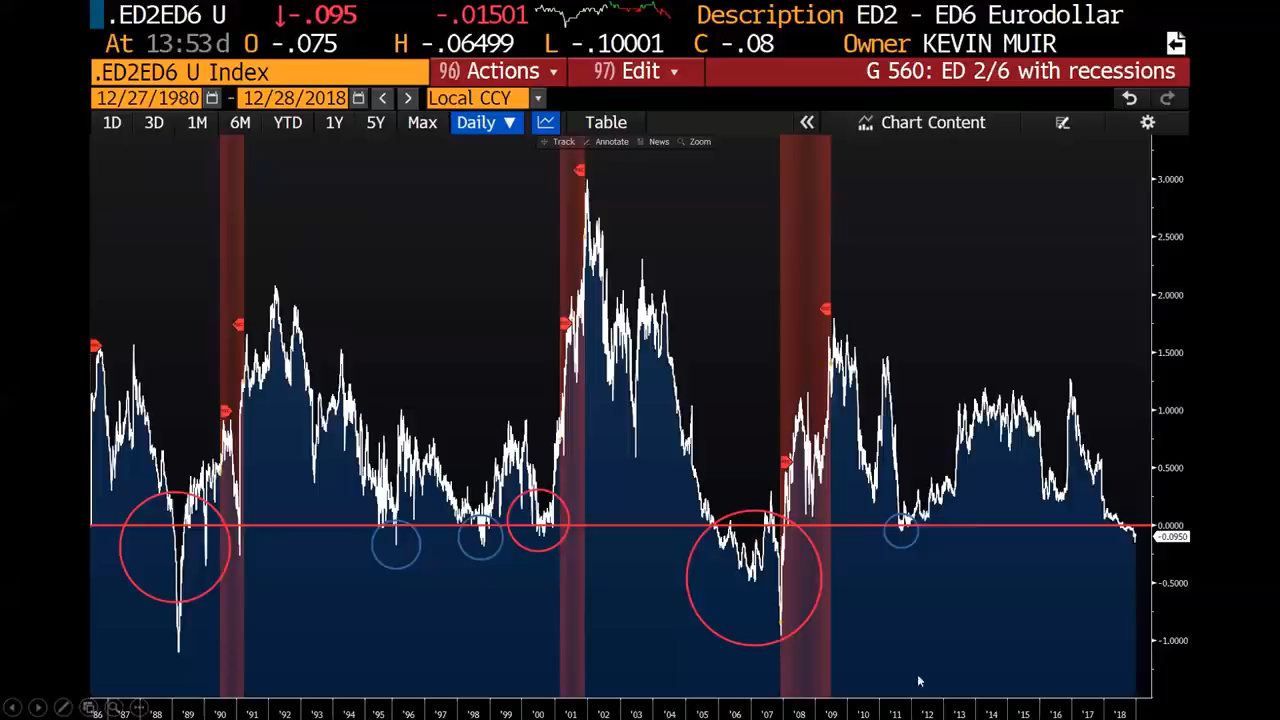 .ED2ED6 U ↓-.095 -.01501 Description ED2 - ED6 Eurodollar
At 13:53 d O -.075 H -.06499 L -.10001 C -.08 Owner KEVIN MUIR
.ED2ED6 U Index 96) Actions ▾ 97) Edit ▾ G 560: ED 2/6 with recessions
12/27/1980 - 12/28/2018 < > Local CCY ▾
1D 3D 1M 6M YTD 1Y 5Y Max Daily ▼ Table « Chart Content
Track Annotate News Zoom
3.0000
2.5000
2.0000
1.5000
1.0000
0.5000
0.0000
-0.0950
-0.5000
-1.0000
'86 '87 '88 '89 '90 '91 '92 '93 '94 '95 '96 '97 '98 '99 '00 '01 '02 '03 '04 '05 '06 '07 '08 '09 '10 '11 '12 '13 '14 '15 '16 '17 '18